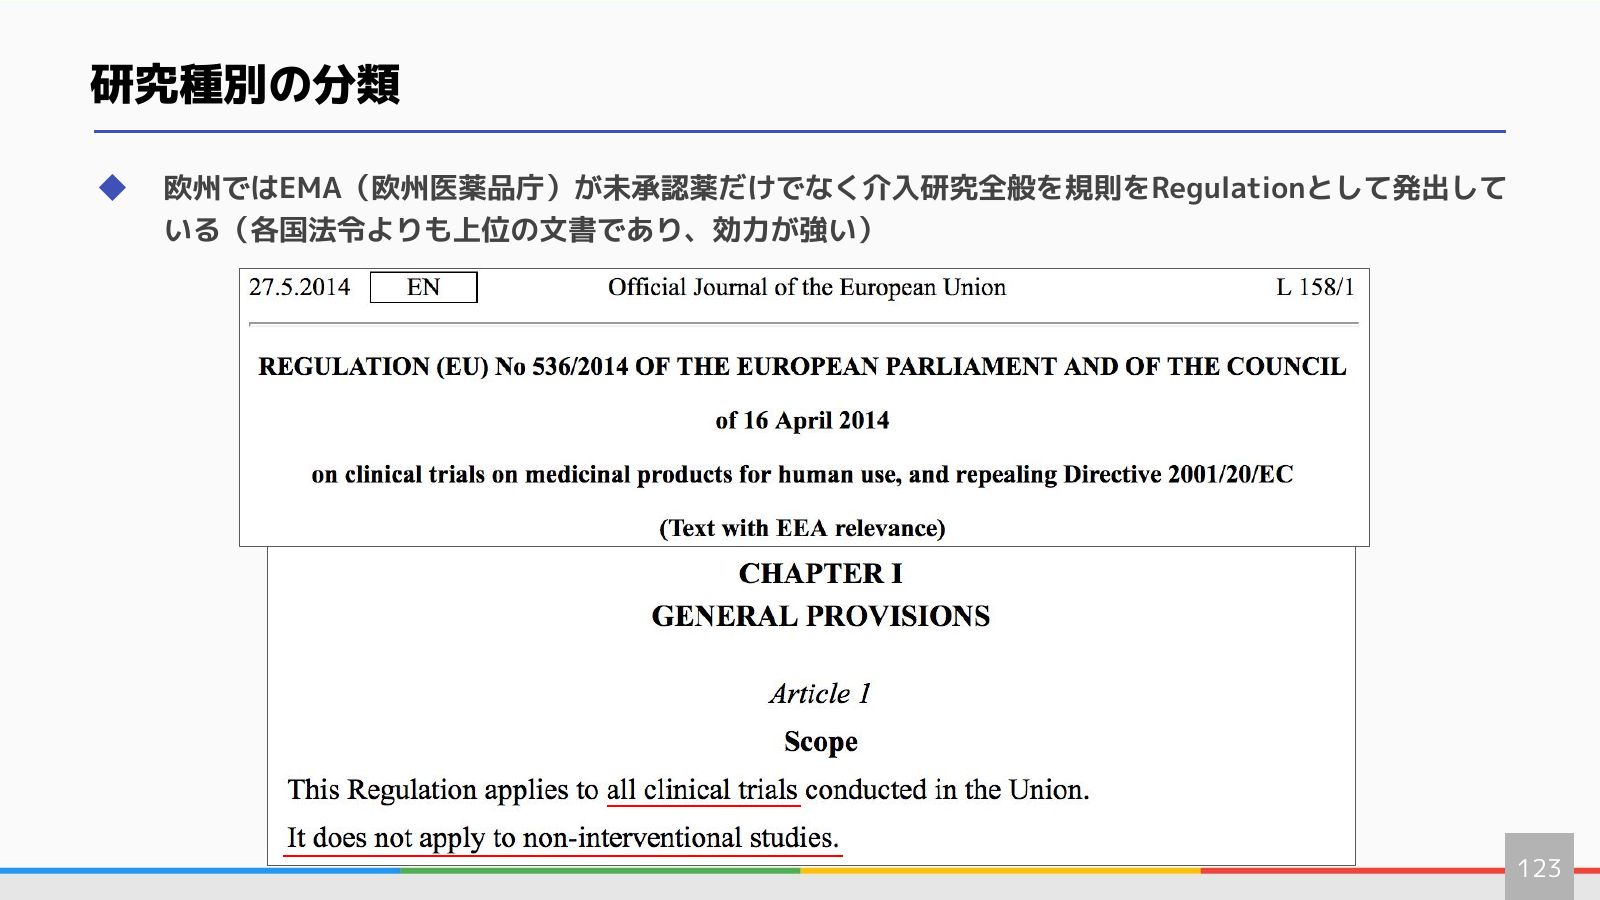 研究種別の分類
欧州ではEMA（欧州医薬品庁）が未承認薬だけでなく介入研究全般を規則をRegulationとして発出して
いる（各国法令よりも上位の文書であり、効力が強い）
27.5.2014 EN Official Journal of the European Union L 158/1
REGULATION (EU) No 536/2014 OF THE EUROPEAN PARLIAMENT AND OF THE COUNCIL
of 16 April 2014
on clinical trials on medicinal products for human use, and repealing Directive 2001/20/EC
(Text with EEA relevance)
CHAPTER I
GENERAL PROVISIONS
Article 1
Scope
This Regulation applies to all clinical trials conducted in the Union.
It does not apply to non-interventional studies.
123